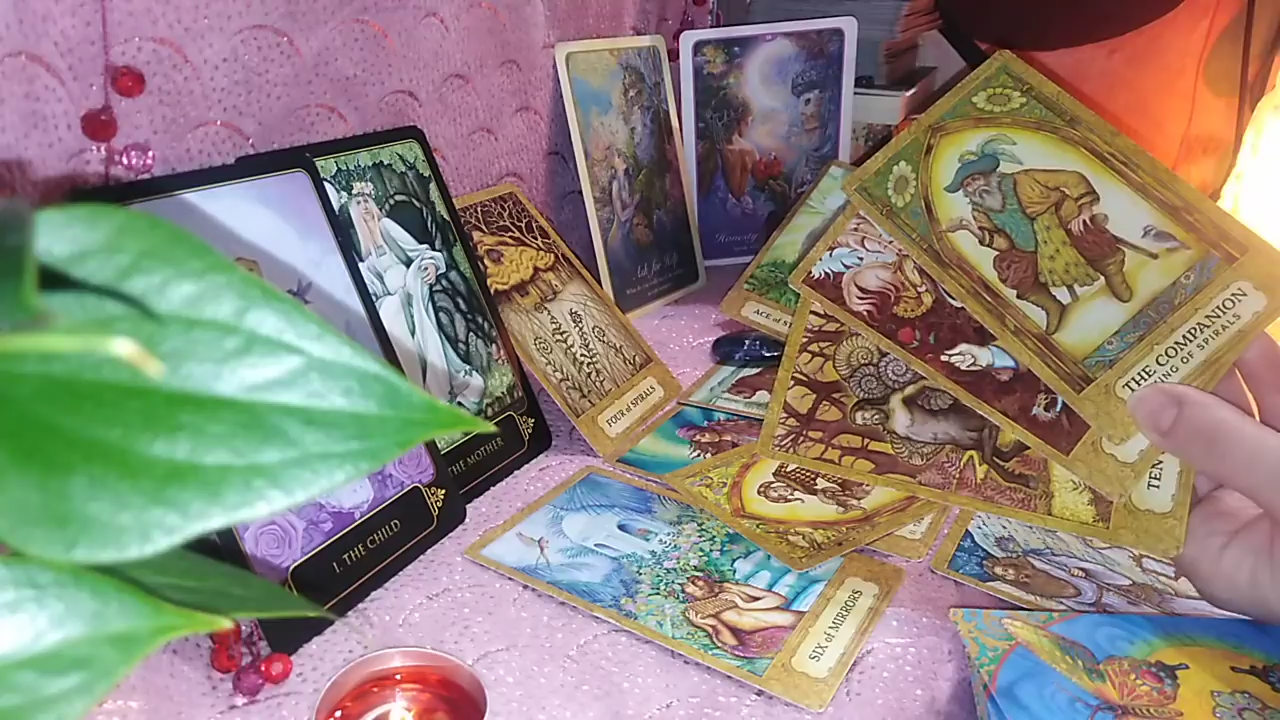 Ask for Help
Honesty
ACE of S
THE COMPANION
KING OF SPIRALS
TEN
FOUR of SPIRALS
THE MOTHER
I. THE CHILD
SIX of MIRRORS